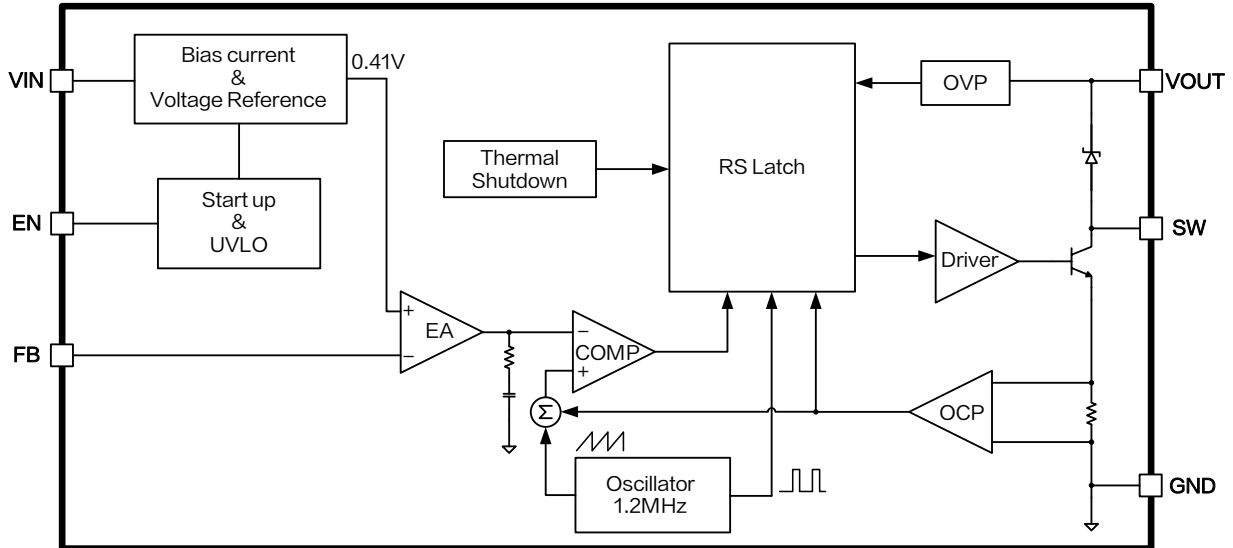 Bias current
&
Voltage Reference
0.41V
VIN
OVP
VOUT
Thermal
Shutdown
RS Latch
Start up
&
UVLO
EN
SW
Driver
+
EA
−
FB
−
COMP
+
Σ
OCP
Oscillator
1.2MHz
GND